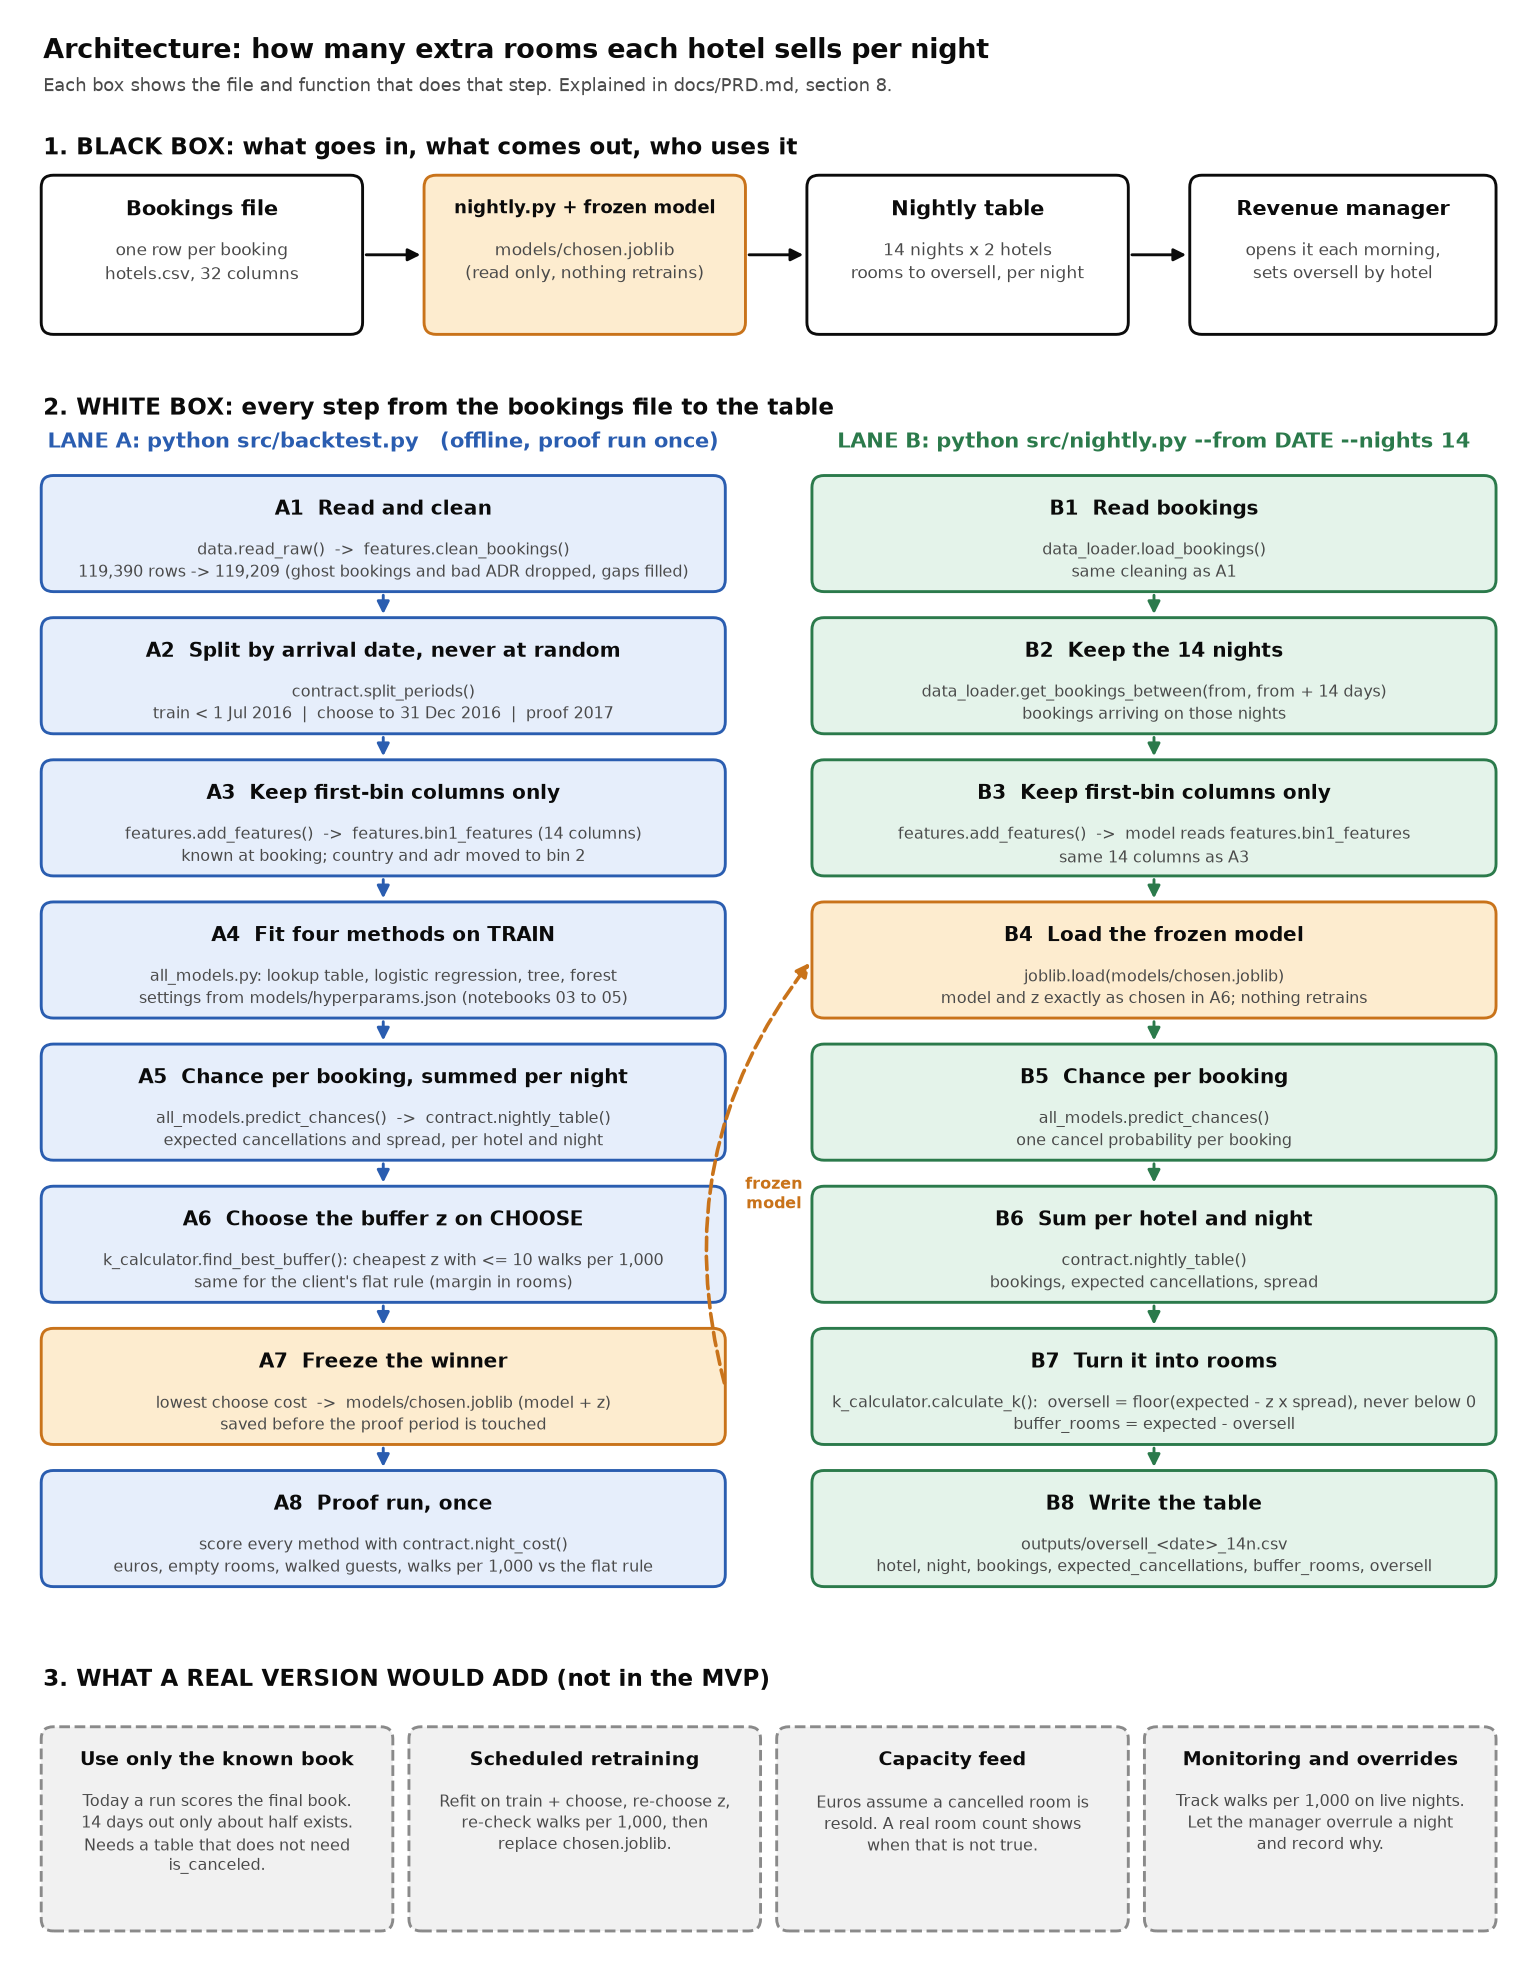 Architecture: how many extra rooms each hotel sells per night
Each box shows the file and function that does that step. Explained in docs/PRD.md, section 8.
1. BLACK BOX: what goes in, what comes out, who uses it
Bookings file
one row per booking
hotels.csv, 32 columns
nightly.py + frozen model
models/chosen.joblib
(read only, nothing retrains)
Nightly table
14 nights x 2 hotels
rooms to oversell, per night
Revenue manager
opens it each morning,
sets oversell by hotel
2. WHITE BOX: every step from the bookings file to the table
LANE A: python src/backtest.py (offline, proof run once)
A1 Read and clean
data.read_raw() -> features.clean_bookings()
119,390 rows -> 119,209 (ghost bookings and bad ADR dropped, gaps filled)
A2 Split by arrival date, never at random
contract.split_periods()
train < 1 Jul 2016 | choose to 31 Dec 2016 | proof 2017
A3 Keep first-bin columns only
features.add_features() -> features.bin1_features (14 columns)
known at booking; country and adr moved to bin 2
A4 Fit four methods on TRAIN
all_models.py: lookup table, logistic regression, tree, forest
settings from models/hyperparams.json (notebooks 03 to 05)
A5 Chance per booking, summed per night
all_models.predict_chances() -> contract.nightly_table()
expected cancellations and spread, per hotel and night
A6 Choose the buffer z on CHOOSE
k_calculator.find_best_buffer(): cheapest z with <= 10 walks per 1,000
same for the client's flat rule (margin in rooms)
A7 Freeze the winner
lowest choose cost -> models/chosen.joblib (model + z)
saved before the proof period is touched
A8 Proof run, once
score every method with contract.night_cost()
euros, empty rooms, walked guests, walks per 1,000 vs the flat rule
frozen
model
LANE B: python src/nightly.py --from DATE --nights 14
B1 Read bookings
data_loader.load_bookings()
same cleaning as A1
B2 Keep the 14 nights
data_loader.get_bookings_between(from, from + 14 days)
bookings arriving on those nights
B3 Keep first-bin columns only
features.add_features() -> model reads features.bin1_features
same 14 columns as A3
B4 Load the frozen model
joblib.load(models/chosen.joblib)
model and z exactly as chosen in A6; nothing retrains
B5 Chance per booking
all_models.predict_chances()
one cancel probability per booking
B6 Sum per hotel and night
contract.nightly_table()
bookings, expected cancellations, spread
B7 Turn it into rooms
k_calculator.calculate_k(): oversell = floor(expected - z x spread), never below 0
buffer_rooms = expected - oversell
B8 Write the table
outputs/oversell_<date>_14n.csv
hotel, night, bookings, expected_cancellations, buffer_rooms, oversell
3. WHAT A REAL VERSION WOULD ADD (not in the MVP)
Use only the known book
Today a run scores the final book.
14 days out only about half exists.
Needs a table that does not need
is_canceled.
Scheduled retraining
Refit on train + choose, re-choose z,
re-check walks per 1,000, then
replace chosen.joblib.
Capacity feed
Euros assume a cancelled room is
resold. A real room count shows
when that is not true.
Monitoring and overrides
Track walks per 1,000 on live nights.
Let the manager overrule a night
and record why.